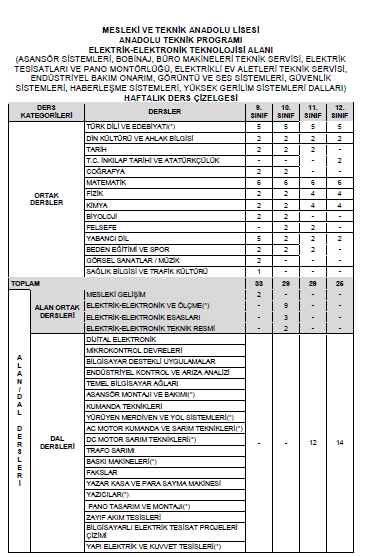 MESLEKİ VE TEKNİK ANADOLU LİSESİ
ANADOLU TEKNİK PROGRAMI
ELEKTRİK-ELEKTRONİK TEKNOLOJİSİ ALANI
(ASANSÖR SİSTEMLERİ, BOBİNAJ, BÜRO MAKİNELERİ TEKNİK SERVİSİ, ELEKTRİK
TESİSATLARI VE PANO MONTÖRLÜĞÜ, ELEKTRİKLİ EV ALETLERİ TEKNİK SERVİSİ,
ENDÜSTRİYEL BAKIM ONARIM, GÖRÜNTÜ VE SES SİSTEMLERİ, GÜVENLİK
SİSTEMLERİ, HABERLEŞME SİSTEMLERİ, YÜKSEK GERİLİM SİSTEMLERİ DALLARI)
HAFTALIK DERS ÇİZELGESİ
DERS KATEGORİLERİ DERSLER 9. SINIF 10. SINIF 11. SINIF 12. SINIF
ORTAK DERSLER
TÜRK DİLİ VE EDEBİYATI(*) 5 5 5 5
DİN KÜLTÜRÜ VE AHLAK BİLGİSİ 2 2 2 2
TARİH 2 2 2 -
T.C. İNKILAP TARİHİ VE ATATÜRKÇÜLÜK - - - 2
COĞRAFYA 2 2 - -
MATEMATİK 6 6 6 6
FİZİK 2 2 4 4
KİMYA 2 2 4 4
BİYOLOJİ 2 2 - -
FELSEFE - 2 2 -
YABANCI DİL 5 2 2 2
BEDEN EĞİTİMİ VE SPOR 2 2 2 -
GÖRSEL SANATLAR / MÜZİK 2 - - -
SAĞLIK BİLGİSİ VE TRAFİK KÜLTÜRÜ 1 - - -
TOPLAM 33 29 29 25
ALAN/DAL DERSLERİ
ALAN ORTAK DERSLERİ
MESLEKİ GELİŞİM 2 - - -
ELEKTRİK-ELEKTRONİK VE ÖLÇME(*) - 9 - -
ELEKTRİK-ELEKTRONİK ESASLARI - 3 - -
ELEKTRİK-ELEKTRONİK TEKNİK RESMİ - 2 - -
DAL DERSLERİ - - 12 14
DİJİTAL ELEKTRONİK
MİKROKONTROL DEVRELERİ
BİLGİSAYAR DESTEKLİ UYGULAMALAR
ENDÜSTRİYEL KONTROL VE ARIZA ANALİZİ
TEMEL BİLGİSAYAR AĞLARI
ASANSÖR MONTAJI VE BAKIMI(*)
KUMANDA TEKNİKLERİ
YÜRÜYEN MERDİVEN VE YOL SİSTEMLERİ(*)
AC MOTOR KUMANDA VE SARIM TEKNİKLERİ(*)
DC MOTOR SARIM TEKNİKLERİ(*)
TRAFO SARIMI
BASKI MAKİNELERİ(*)
FAKSLAR
YAZAR KASA VE PARA SAYMA MAKİNESİ
YAZICILAR(*)
PANO TASARIM VE MONTAJI(*)
ZAYIF AKIM TESİSLERİ
BİLGİSAYARLI ELEKTRİK TESİSAT PROJELERİ
ÇİZİMİ
YAPI ELEKTRİK VE KUVVET TESİSLERİ(*)